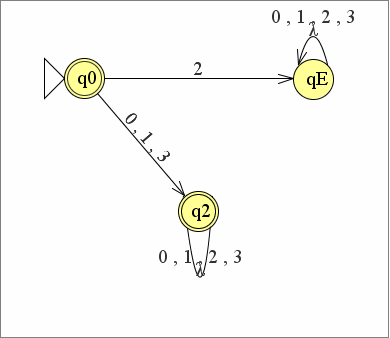 0 , 1 , 2 , 3
λ
q0
2
qE
0 , 1 , 3
q2
0 , 1 , 2 , 3
λ